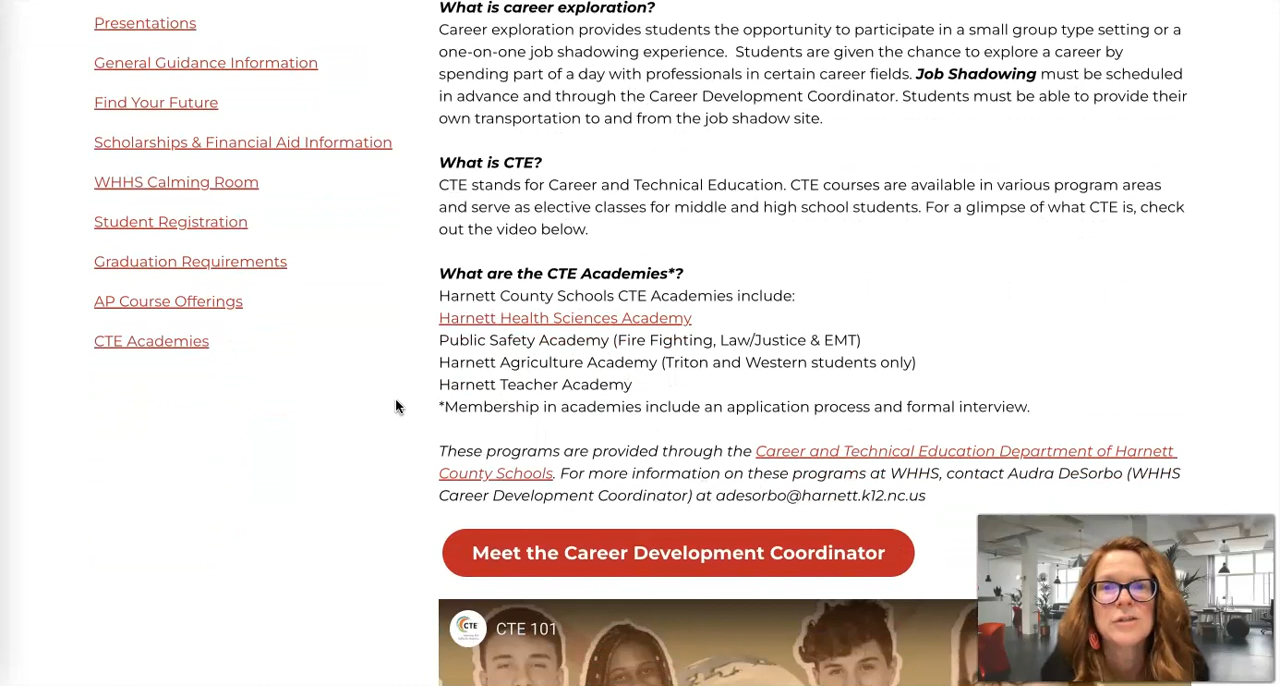 Presentations
General Guidance Information
Find Your Future
Scholarships & Financial Aid Information
WHHS Calming Room
Student Registration
Graduation Requirements
AP Course Offerings
CTE Academies
What is career exploration?
Career exploration provides students the opportunity to participate in a small group type setting or a
one-on-one job shadowing experience. Students are given the chance to explore a career by
spending part of a day with professionals in certain career fields. Job Shadowing must be scheduled
in advance and through the Career Development Coordinator. Students must be able to provide their
own transportation to and from the job shadow site.
What is CTE?
CTE stands for Career and Technical Education. CTE courses are available in various program areas
and serve as elective classes for middle and high school students. For a glimpse of what CTE is, check
out the video below.
What are the CTE Academies*?
Harnett County Schools CTE Academies include:
Harnett Health Sciences Academy
Public Safety Academy (Fire Fighting, Law/Justice & EMT)
Harnett Agriculture Academy (Triton and Western students only)
Harnett Teacher Academy
*Membership in academies include an application process and formal interview.
These programs are provided through the Career and Technical Education Department of Harnett
County Schools. For more information on these programs at WHHS, contact Audra DeSorbo (WHHS
Career Development Coordinator) at adesorbo@harnett.k12.nc.us
Meet the Career Development Coordinator
CTE
CTE 101